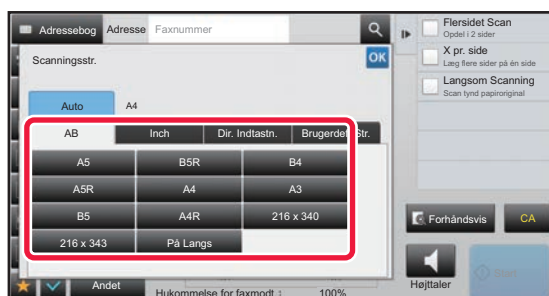 Adressebog Adresse Faxnummer
Scanningsstr.
OK
Auto A4
AB Inch Dir. Indtastn. Brugerdef. Str.
A5 B5R B4
A5R A4 A3
B5 A4R 216 x 340
216 x 343 På Langs
Andet
Hukommelse for faxmodt.: 100%
Flersidet Scan
Opdel i 2 sider
X pr. side
Læg flere sider på én side
Langsom Scanning
Scan tynd papiroriginal
Forhåndsvis CA
Højttaler
Start